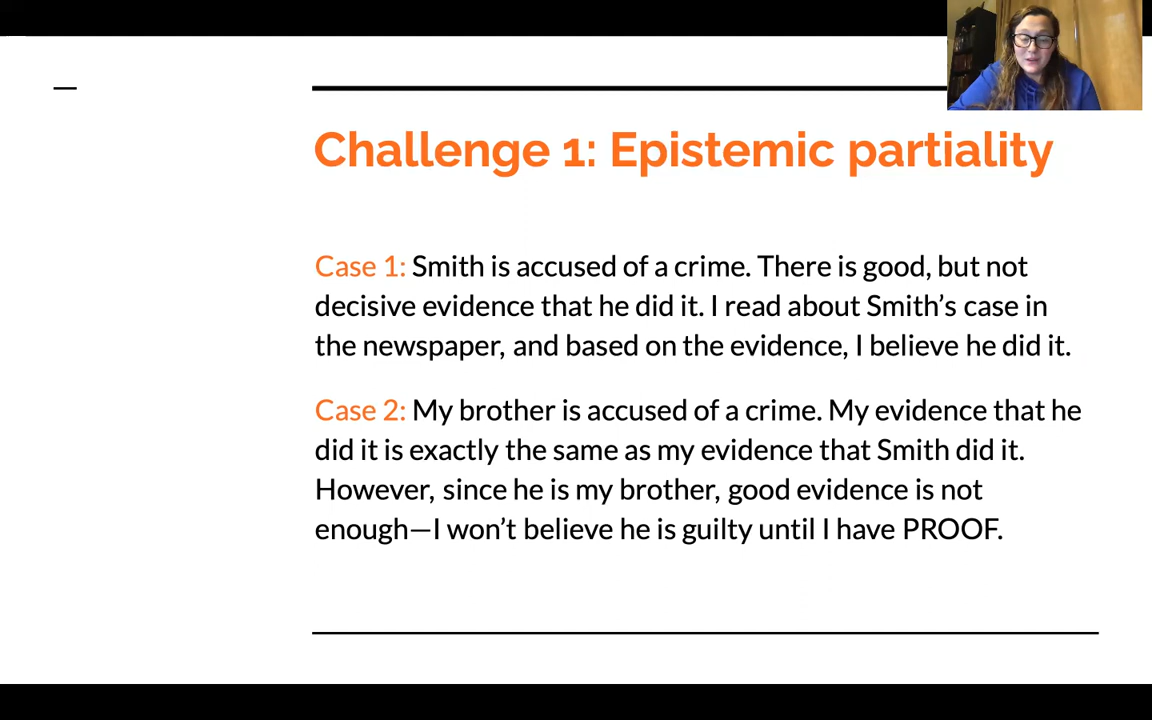 Challenge 1: Epistemic partiality
Case 1: Smith is accused of a crime. There is good, but not
decisive evidence that he did it. I read about Smith’s case in
the newspaper, and based on the evidence, I believe he did it.
Case 2: My brother is accused of a crime. My evidence that he
did it is exactly the same as my evidence that Smith did it.
However, since he is my brother, good evidence is not
enough—I won’t believe he is guilty until I have PROOF.